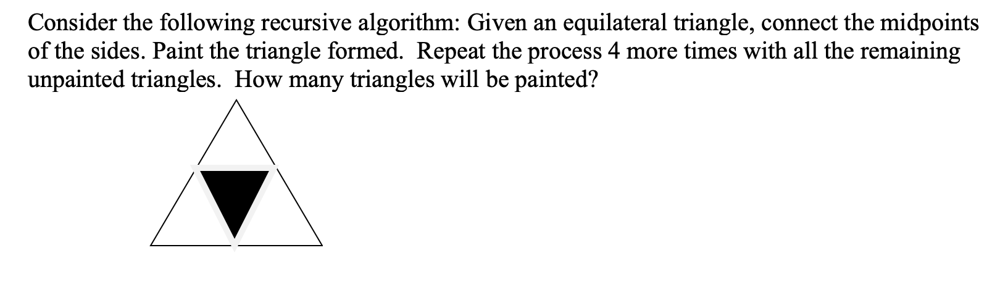 Consider the following recursive algorithm: Given an equilateral triangle, connect the midpoints
of the sides. Paint the triangle formed.  Repeat the process 4 more times with all the remaining
unpainted triangles.  How many triangles will be painted?